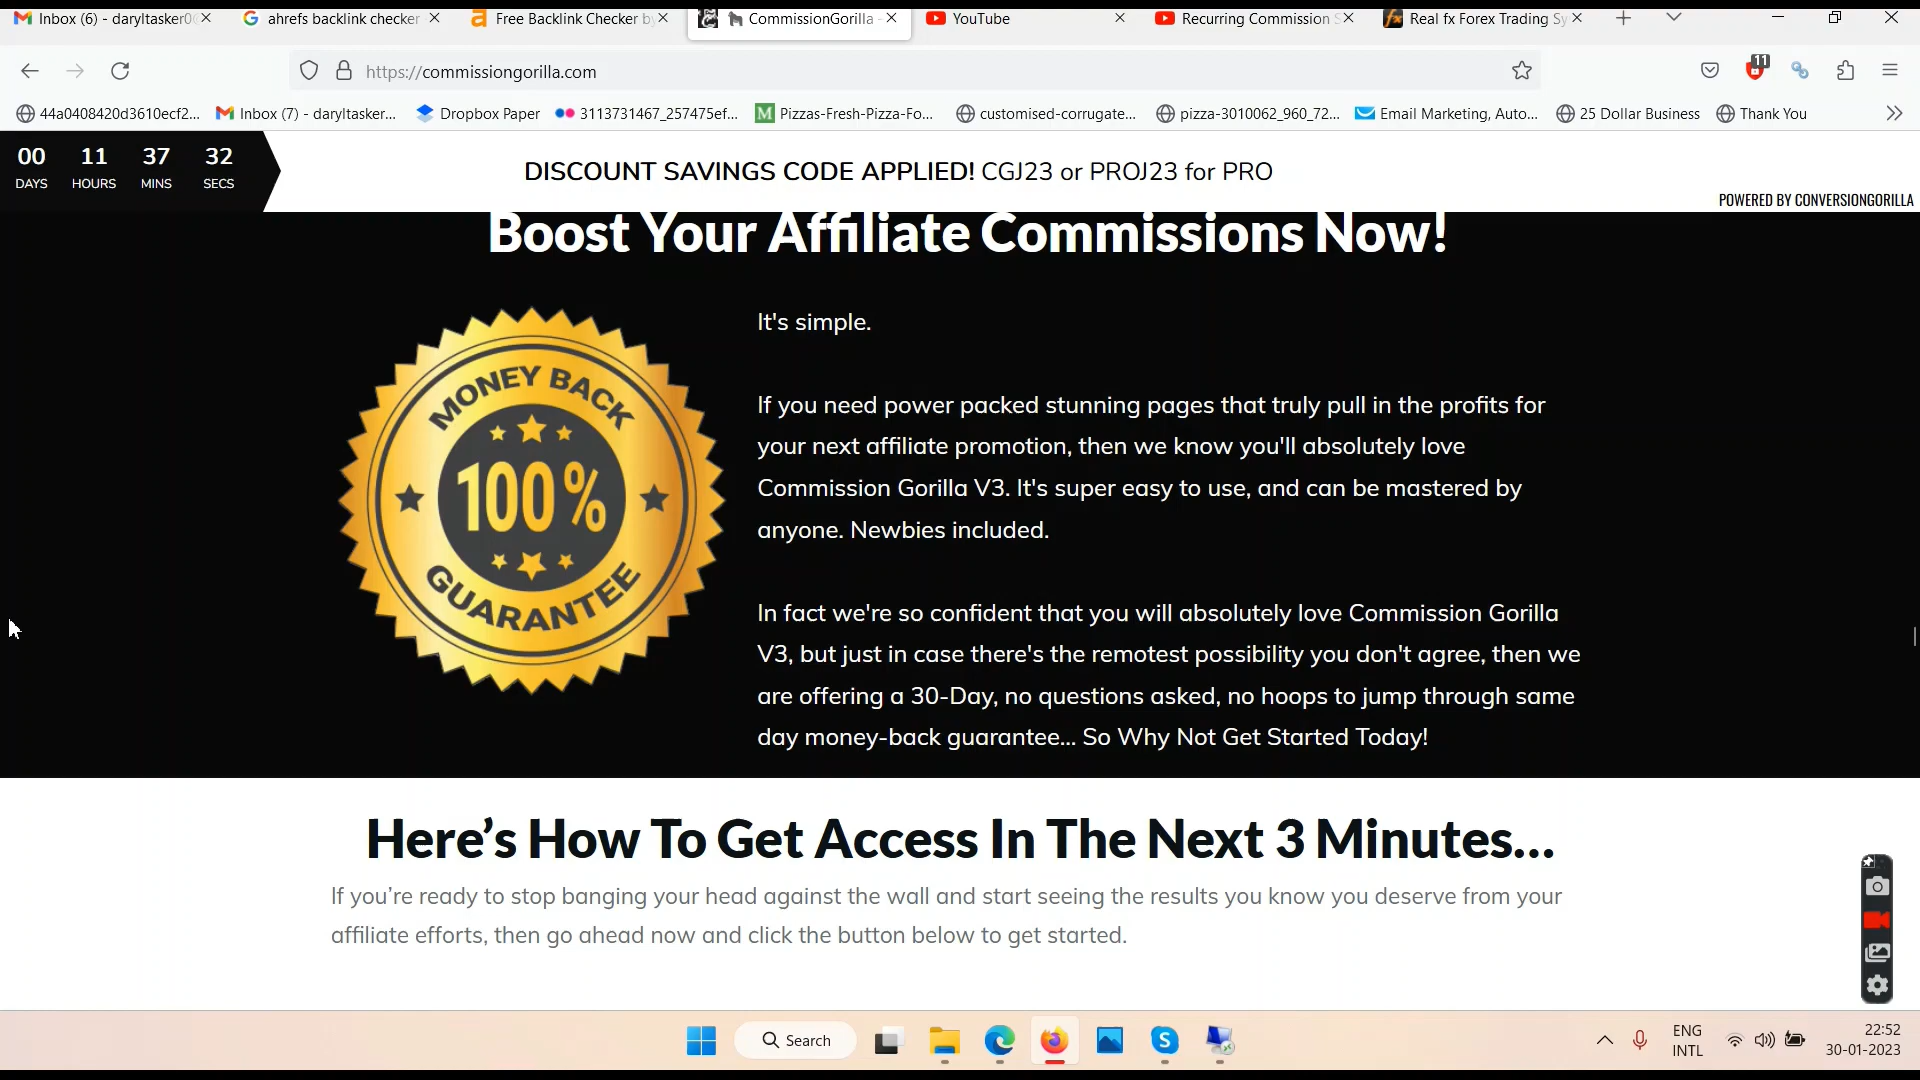 Inbox (6) - daryltasker0
ahrefs backlink checker
Free Backlink Checker by
CommissionGorilla -
YouTube
Recurring Commission S
Real fx Forex Trading Sy
https://commissiongorilla.com
11
44a0408420d3610ecf2...
Inbox (7) - daryltasker...
Dropbox Paper
3113731467_257475ef...
Pizzas-Fresh-Pizza-Fo...
customised-corrugate...
pizza-3010062_960_72...
Email Marketing, Auto...
25 Dollar Business
Thank You
00 11 37 32
DAYS HOURS MINS SECS
DISCOUNT SAVINGS CODE APPLIED! CGJ23 or PROJ23 for PRO
POWERED BY CONVERSIONGORILLA
Boost Your Affiliate Commissions Now!
MONEY BACK
100%
GUARANTEE
It's simple.
If you need power packed stunning pages that truly pull in the profits for
your next affiliate promotion, then we know you'll absolutely love
Commission Gorilla V3. It's super easy to use, and can be mastered by
anyone. Newbies included.
In fact we're so confident that you will absolutely love Commission Gorilla
V3, but just in case there's the remotest possibility you don't agree, then we
are offering a 30-Day, no questions asked, no hoops to jump through same
day money-back guarantee... So Why Not Get Started Today!
Here’s How To Get Access In The Next 3 Minutes…
If you’re ready to stop banging your head against the wall and start seeing the results you know you deserve from your
affiliate efforts, then go ahead now and click the button below to get started.
Search
ENG
INTL
22:52
30-01-2023